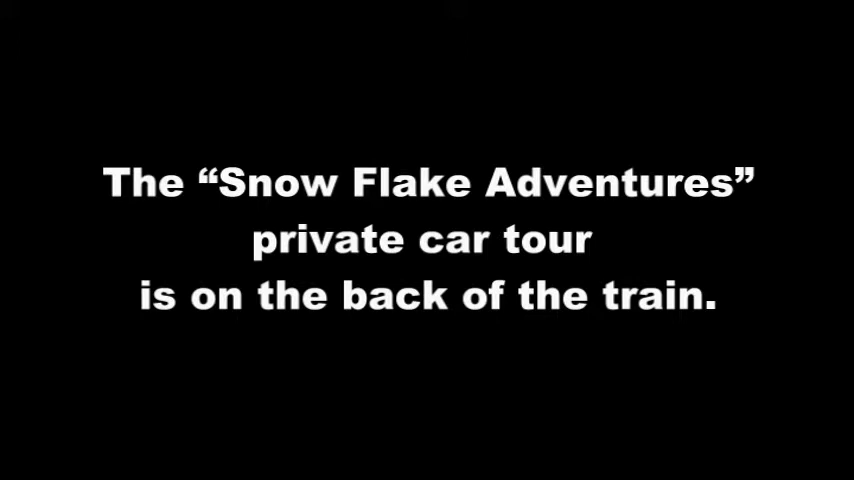 The “Snow Flake Adventures”
private car tour
is on the back of the train.